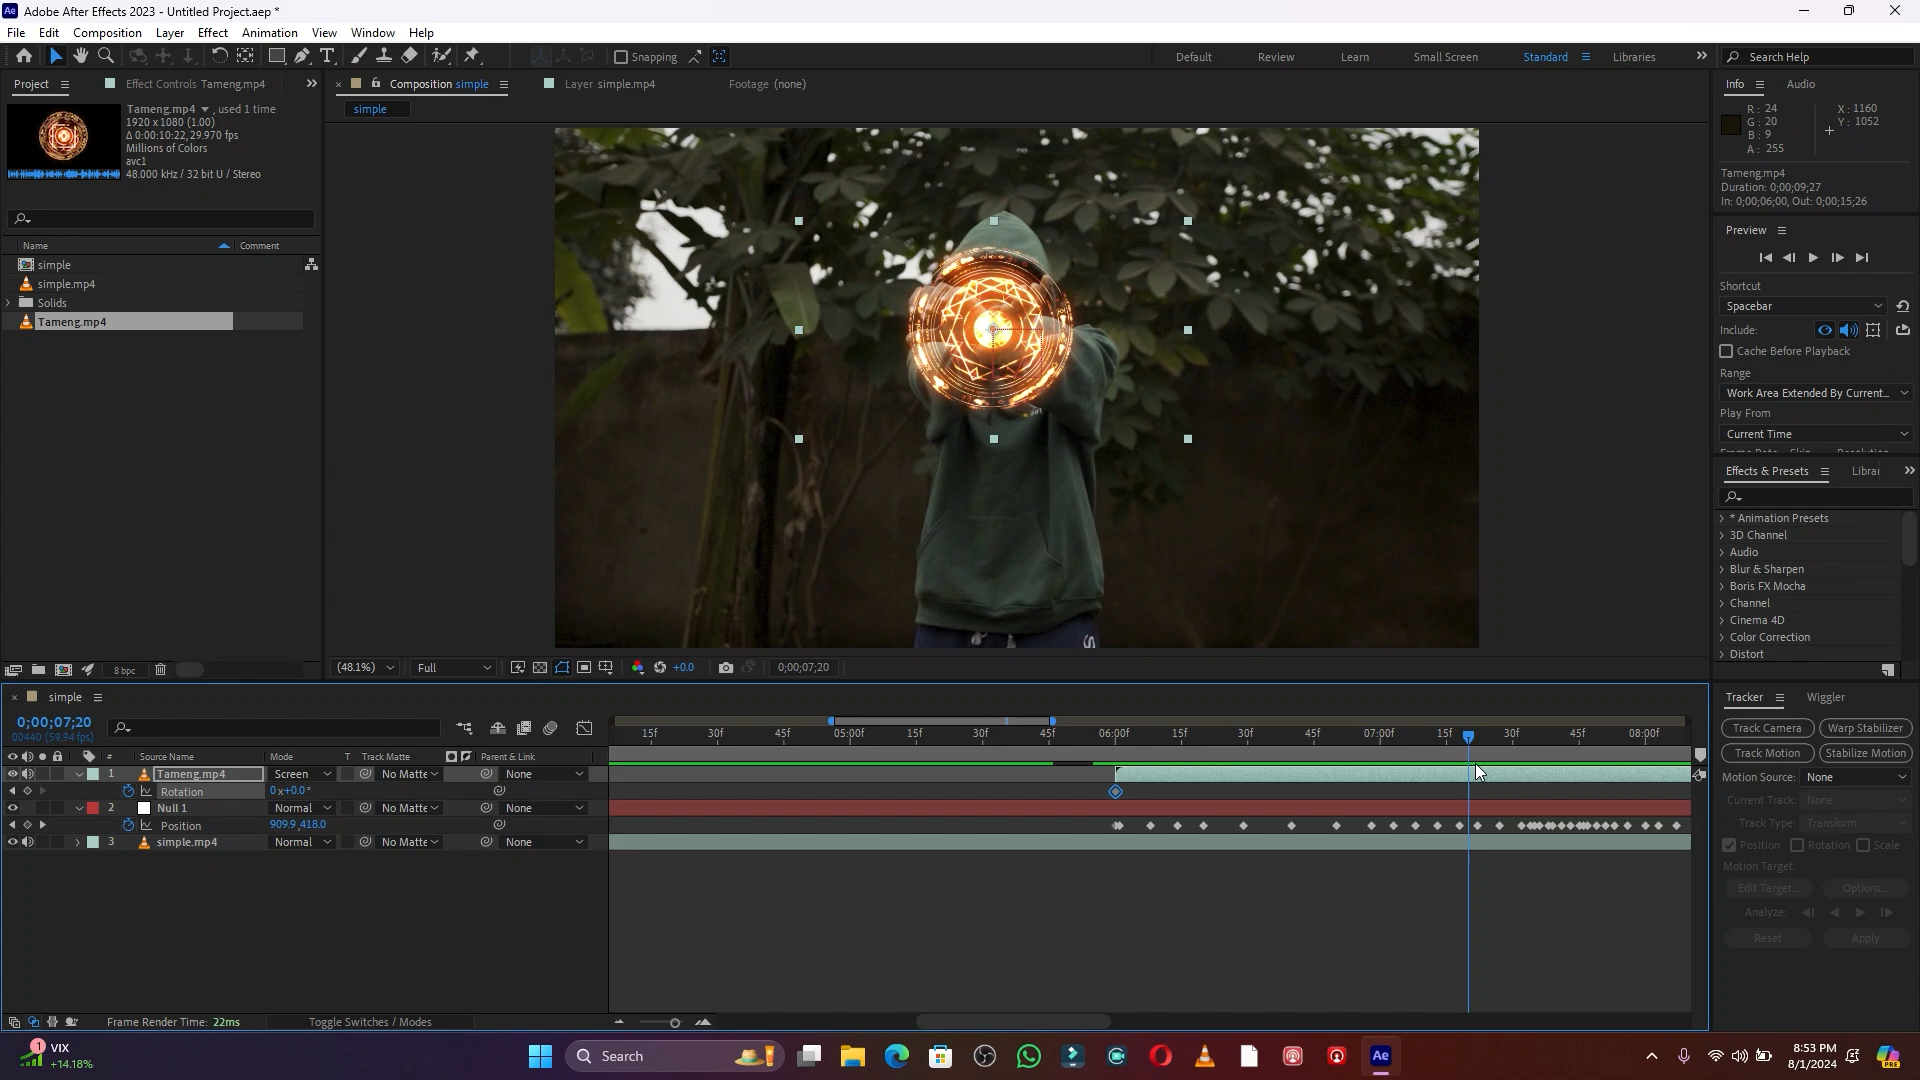 Adobe After Effects 2023 - Untitled Project.aep *
File Edit Composition Layer Effect Animation View Window Help
Snapping
Default Review Learn Small Screen Standard Libraries
Search Help
Project Effect Controls Tameng.mp4
Composition simple Layer simple.mp4 Footage (none)
simple
Tameng.mp4 , used 1 time
1920 x 1080 (1.00)
Δ 0:00:10:22, 29.970 fps
Millions of Colors
avc1
48.000 kHz / 32 bit U / Stereo
Name Comment
simple
simple.mp4
Solids
Tameng.mp4
8 bpc
(48.1%) Full +0.0 0;00;07;20
Info Audio
R: 24
G: 20
B: 9
A: 255
X: 1160
Y: 1052
Tameng.mp4
Duration: 0;00;09;27
In: 0;00;06;00, Out: 0;00;15;26
Preview
Shortcut
Spacebar
Include:
Cache Before Playback
Range
Work Area Extended By Current...
Play From
Current Time
Effects & Presets Librar
* Animation Presets
3D Channel
Audio
Blur & Sharpen
Boris FX Mocha
Channel
Cinema 4D
Color Correction
Distort
simple
0;00;07;20
00440 (59.94 fps)
15f 30f 45f 05:00f 15f 30f 45f 06:00f 15f 30f 45f 07:00f 15f 30f 45f 08:00f
# Source Name Mode T Track Matte Parent & Link
1 Tameng.mp4 Screen No Matte None
Rotation 0x+0.0°
2 Null 1 Normal No Matte None
Position 909.9,418.0
3 simple.mp4 Normal No Matte None
Frame Render Time: 22ms Toggle Switches / Modes
Tracker Wiggler
Track Camera Warp Stabilizer
Track Motion Stabilize Motion
Motion Source: None
Current Track: None
Track Type: Transform
Position Rotation Scale
Motion Target:
Edit Target... Options...
Analyze:
Reset Apply
1
VIX
+14.18%
Search
Ae
8:53 PM
8/1/2024
PRE